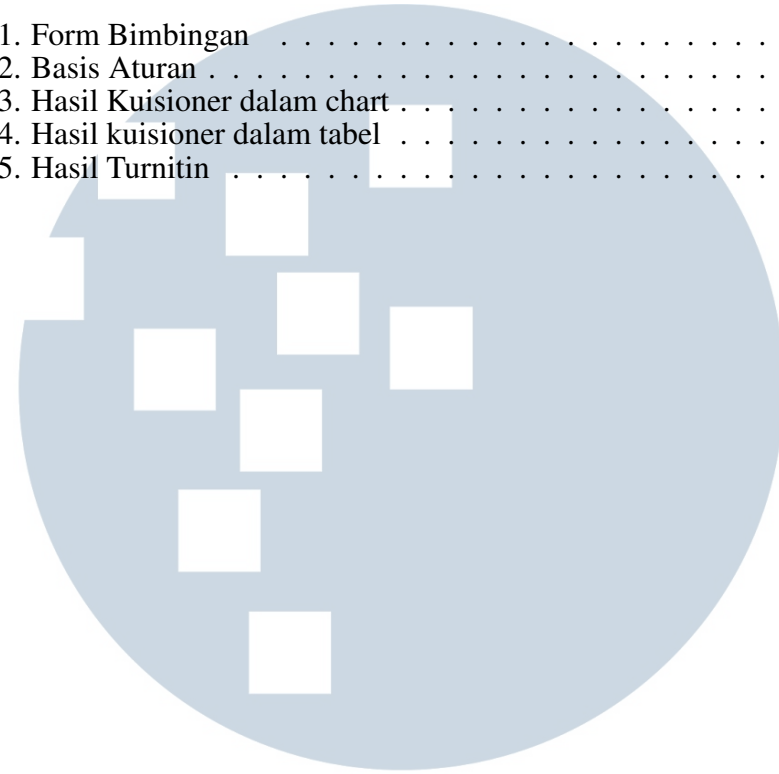 1. Form Bimbingan . . . . . . . . . . . . . . . . . . . . .
2. Basis Aturan . . . . . . . . . . . . . . . . . . . . . . . .
3. Hasil Kuisioner dalam chart . . . . . . . . . . . . . . . .
4. Hasil kuisioner dalam tabel . . . . . . . . . . . . . . . .
5. Hasil Turnitin . . . . . . . . . . . . . . . . . . . . . . .